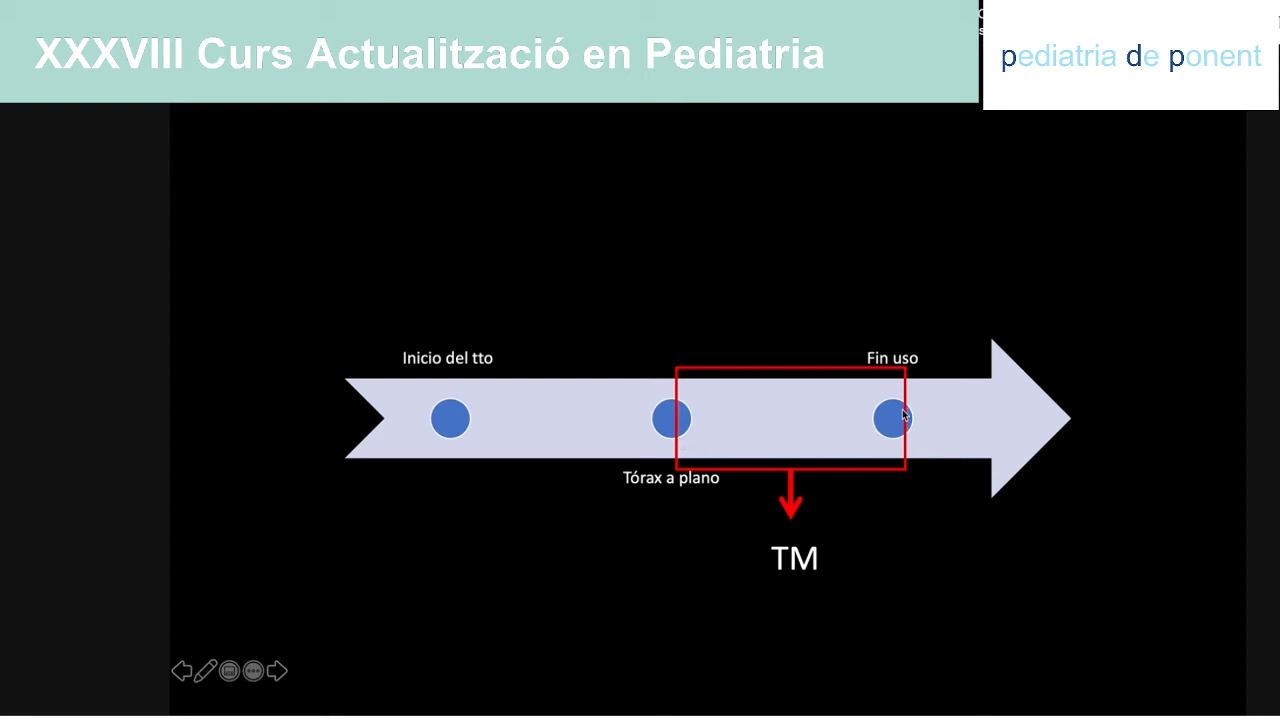 XXXVIII Curs Actualització en Pediatria
pediatria de ponent
Inicio del tto
Fin uso
Tórax a plano
TM